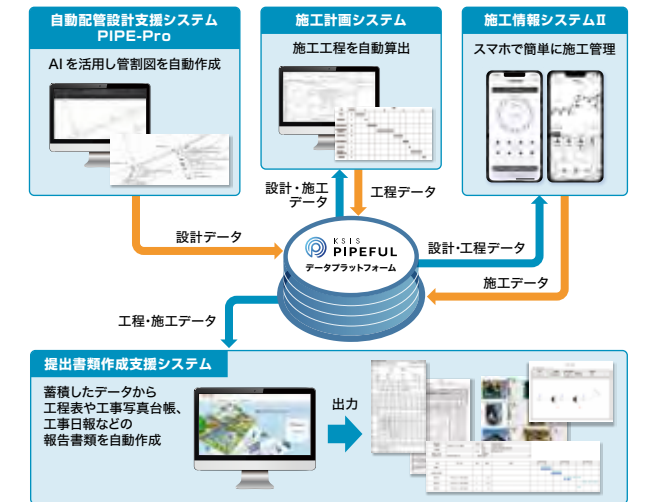 自動配管設計支援システム
PIPE-Pro
AIを活用し管割図を自動作成
施工計画システム
施工工程を自動算出
施工情報システムⅡ
スマホで簡単に施工管理
設計・施工
データ
工程データ
設計データ
KSIS
PIPEFUL
データプラットフォーム
設計・工程データ
施工データ
工程・施工データ
提出書類作成支援システム
蓄積したデータから
工程表や工事写真台帳、
工事日報などの
報告書類を自動作成
出力